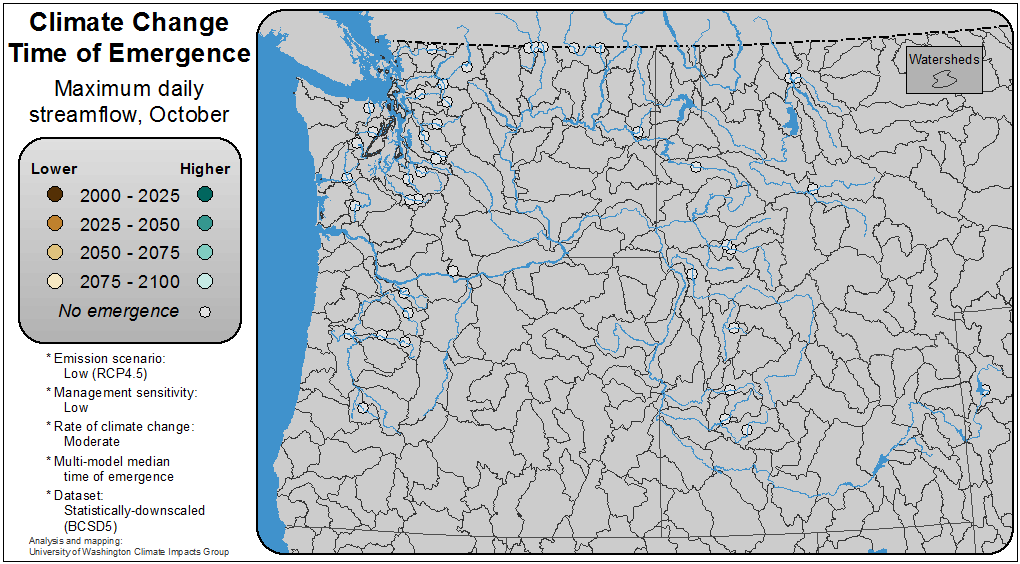 Climate Change
Time of Emergence
Maximum daily
streamflow, October
Lower Higher
2000 - 2025
2025 - 2050
2050 - 2075
2075 - 2100
No emergence
* Emission scenario:
Low (RCP4.5)
* Management sensitivity:
Low
* Rate of climate change:
Moderate
* Multi-model median
time of emergence
* Dataset:
Statistically-downscaled
(BCSD5)
Analysis and mapping:
University of Washington Climate Impacts Group
Watersheds